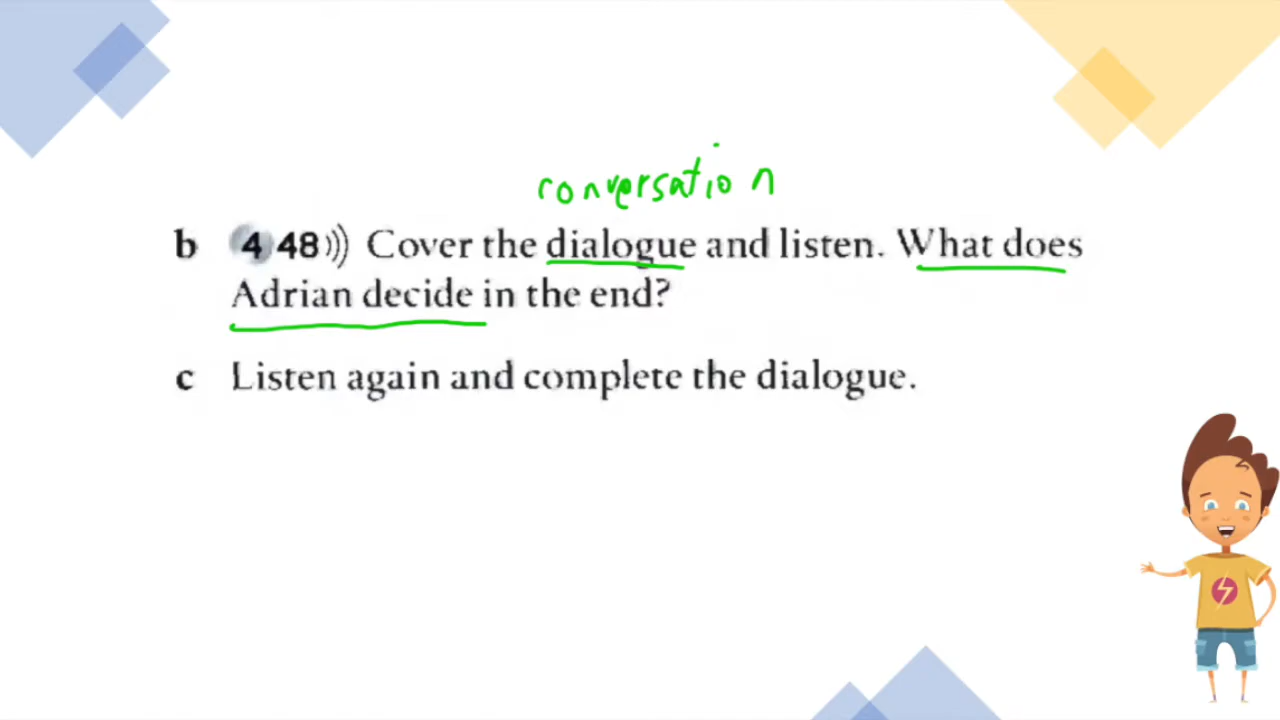 conversation
b 4 48))) Cover the dialogue and listen. What does
Adrian decide in the end?
c Listen again and complete the dialogue.